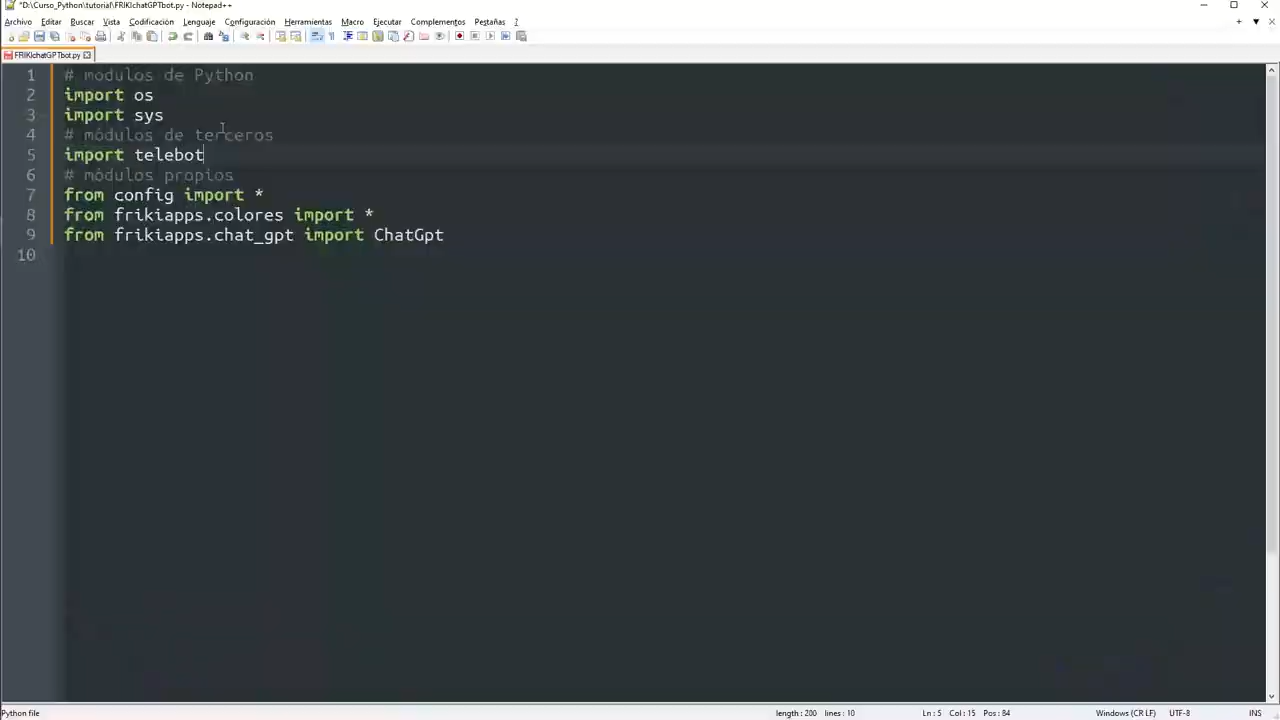 *D:\Curso_Python\tutorial\FRIKIchatGPTbot.py - Notepad++
Archivo Editar Buscar Vista Codificación Lenguaje Configuración Herramientas Macro Ejecutar Complementos Pestañas ?
FRIKIchatGPTbot.py
1 # modulos de Python
2 import os
3 import sys
4 # módulos de terceros
5 import telebot
6 # módulos propios
7 from config import *
8 from frikiapps.colores import *
9 from frikiapps.chat_gpt import ChatGpt
10
Python file length: 200 lines: 10 Ln: 5 Col: 15 Pos: 84 Windows (CR LF) UTF-8 INS